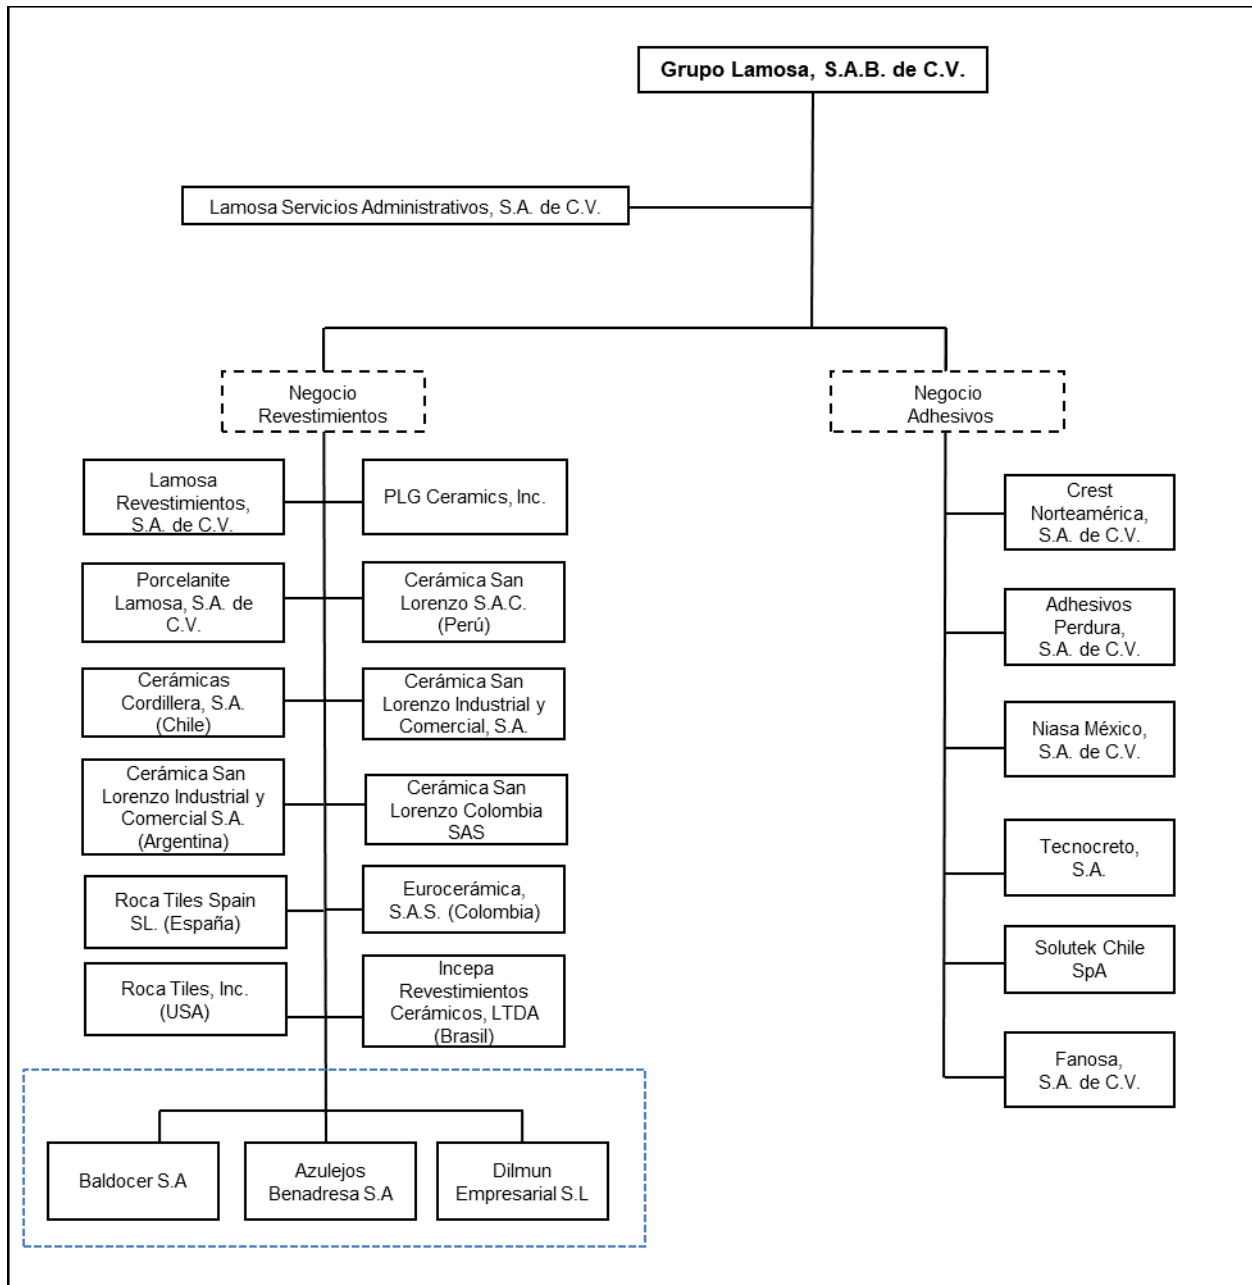 Grupo Lamosa, S.A.B. de C.V.
Lamosa Servicios Administrativos, S.A. de C.V.
Negocio
Revestimientos
Negocio
Adhesivos
Lamosa
Revestimientos,
S.A. de C.V.
PLG Ceramics, Inc.
Porcelanite
Lamosa, S.A. de
C.V.
Cerámica San
Lorenzo S.A.C.
(Perú)
Cerámicas
Cordillera, S.A.
(Chile)
Cerámica San
Lorenzo Industrial y
Comercial, S.A.
Cerámica San
Lorenzo Industrial y
Comercial S.A.
(Argentina)
Cerámica San
Lorenzo Colombia
SAS
Roca Tiles Spain
SL. (España)
Eurocerámica,
S.A.S. (Colombia)
Roca Tiles, Inc.
(USA)
Incepa
Revestimientos
Cerámicos, LTDA
(Brasil)
Baldocer S.A
Azulejos
Benadresa S.A
Dilmun
Empresarial S.L
Crest
Norteamérica,
S.A. de C.V.
Adhesivos
Perdura,
S.A. de C.V.
Niasa México,
S.A. de C.V.
Tecnocreto,
S.A.
Solutek Chile
SpA
Fanosa,
S.A. de C.V.